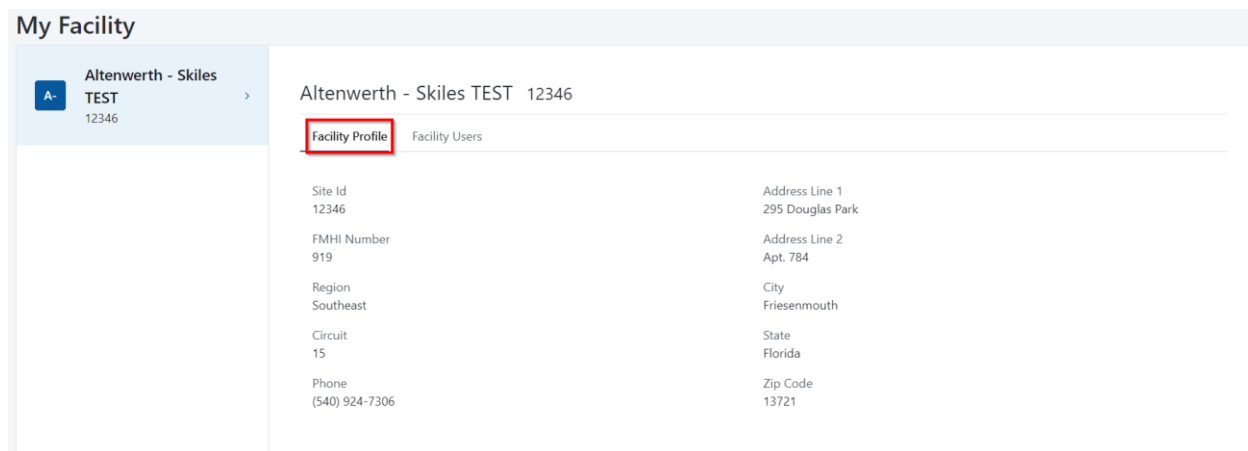 My Facility
A-
Altenwerth - Skiles
TEST
12346
Altenwerth - Skiles TEST 12346
Facility Profile Facility Users
Site Id
12346
FMHI Number
919
Region
Southeast
Circuit
15
Phone
(540) 924-7306
Address Line 1
295 Douglas Park
Address Line 2
Apt. 784
City
Friesenmouth
State
Florida
Zip Code
13721